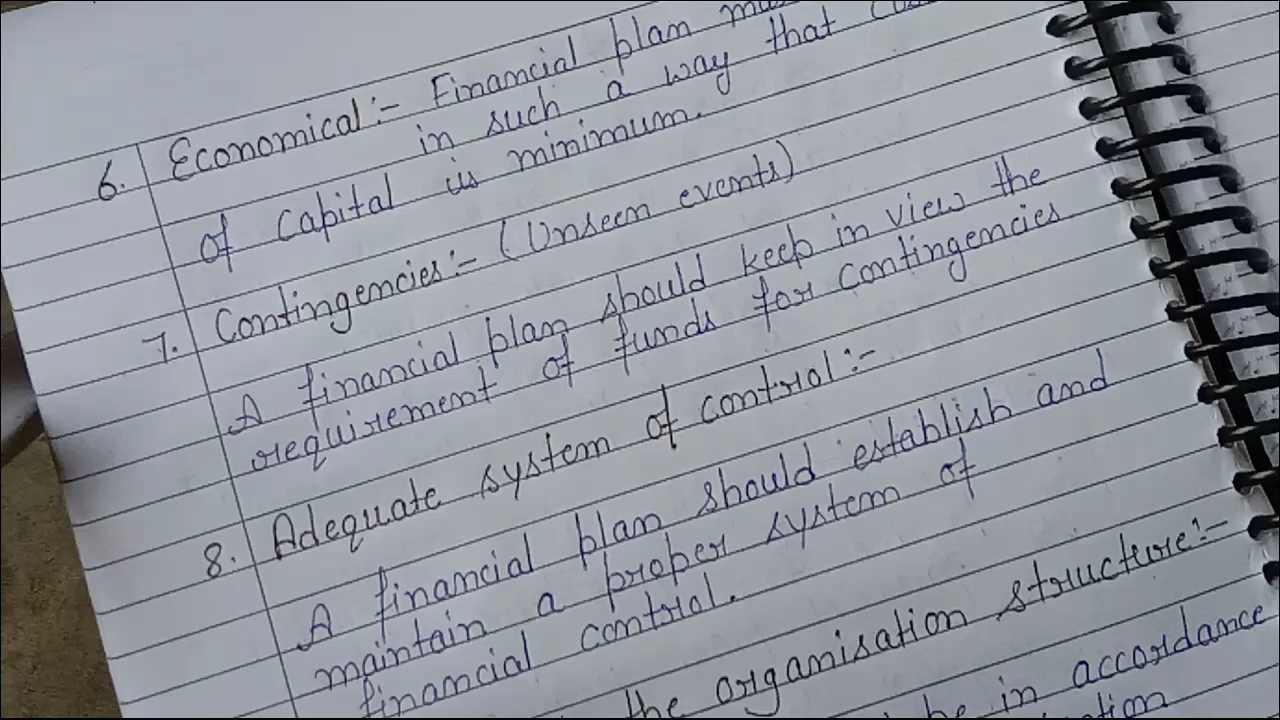 6. Economical:- Financial plan
in such a way that
of capital is minimum.
7. Contingencies:- (Unseen events)
A financial plan should keep in view the
requirement of funds for contingencies
8. Adequate system of control:-
A financial plan should establish and
maintain a proper system of
financial control.
the organisation structure:-
be in accordance